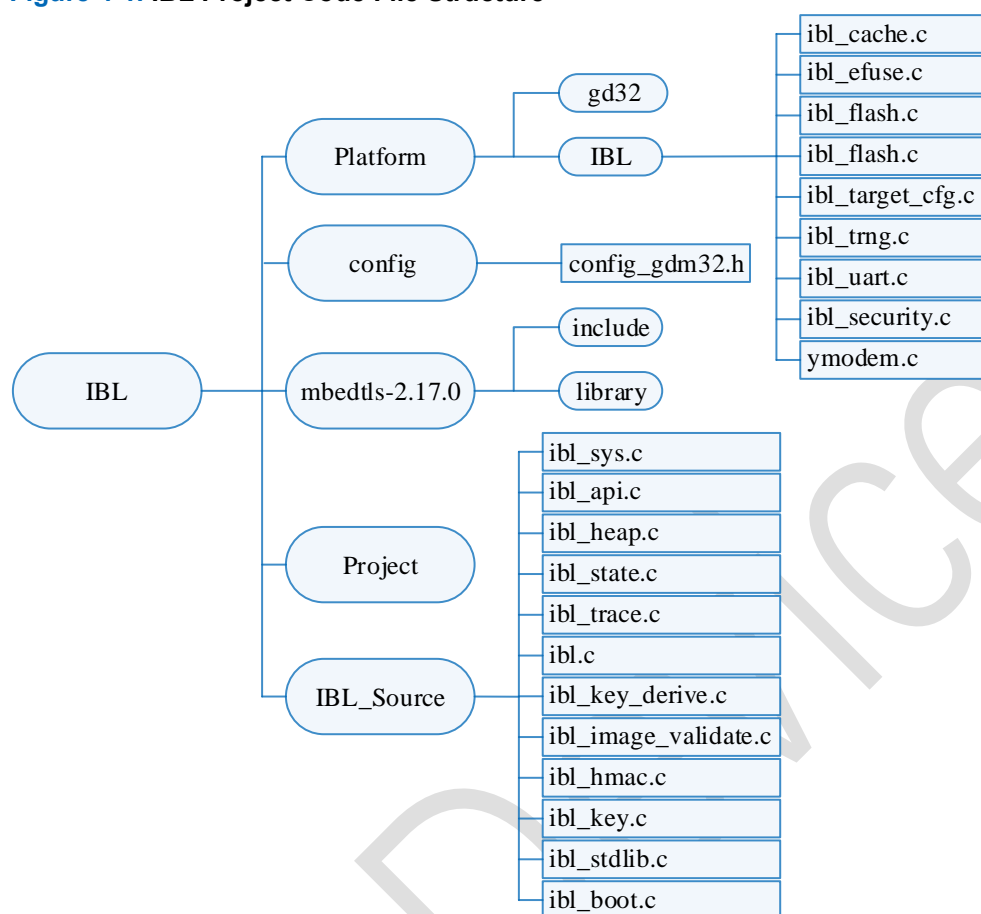 IBL Project Code File Structure
IBL
Platform
gd32
IBL
ibl_cache.c
ibl_efuse.c
ibl_flash.c
ibl_flash.c
ibl_target_cfg.c
ibl_trng.c
ibl_uart.c
ibl_security.c
ymodem.c
config
config_gdm32.h
mbedtls-2.17.0
include
library
Project
IBL_Source
ibl_sys.c
ibl_api.c
ibl_heap.c
ibl_state.c
ibl_trace.c
ibl.c
ibl_key_derive.c
ibl_image_validate.c
ibl_hmac.c
ibl_key.c
ibl_stdlib.c
ibl_boot.c